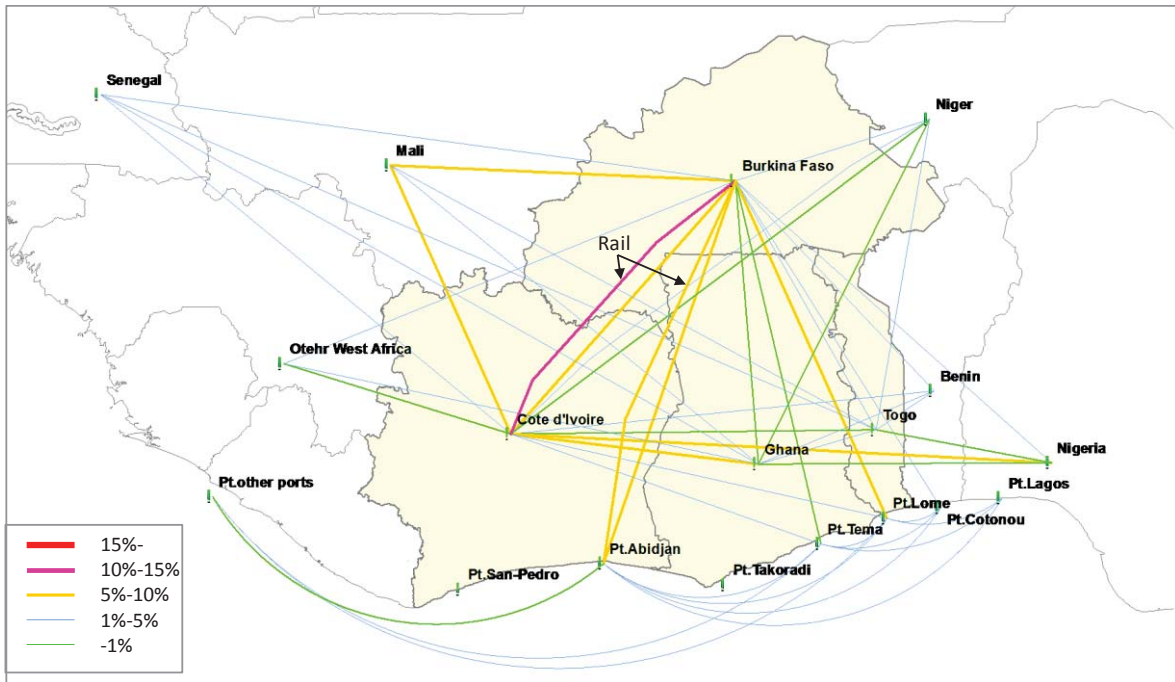 Senegal
Niger
Mali
Burkina Faso
Rail
Otehr West Africa
Benin
Cote d'Ivoire
Togo
Ghana
Nigeria
Pt.other ports
Pt.Lagos
Pt.Lome
Pt.Cotonou
Pt.Tema
Pt.Abidjan
Pt.San-Pedro
Pt.Takoradi
15%-
10%-15%
5%-10%
1%-5%
-1%